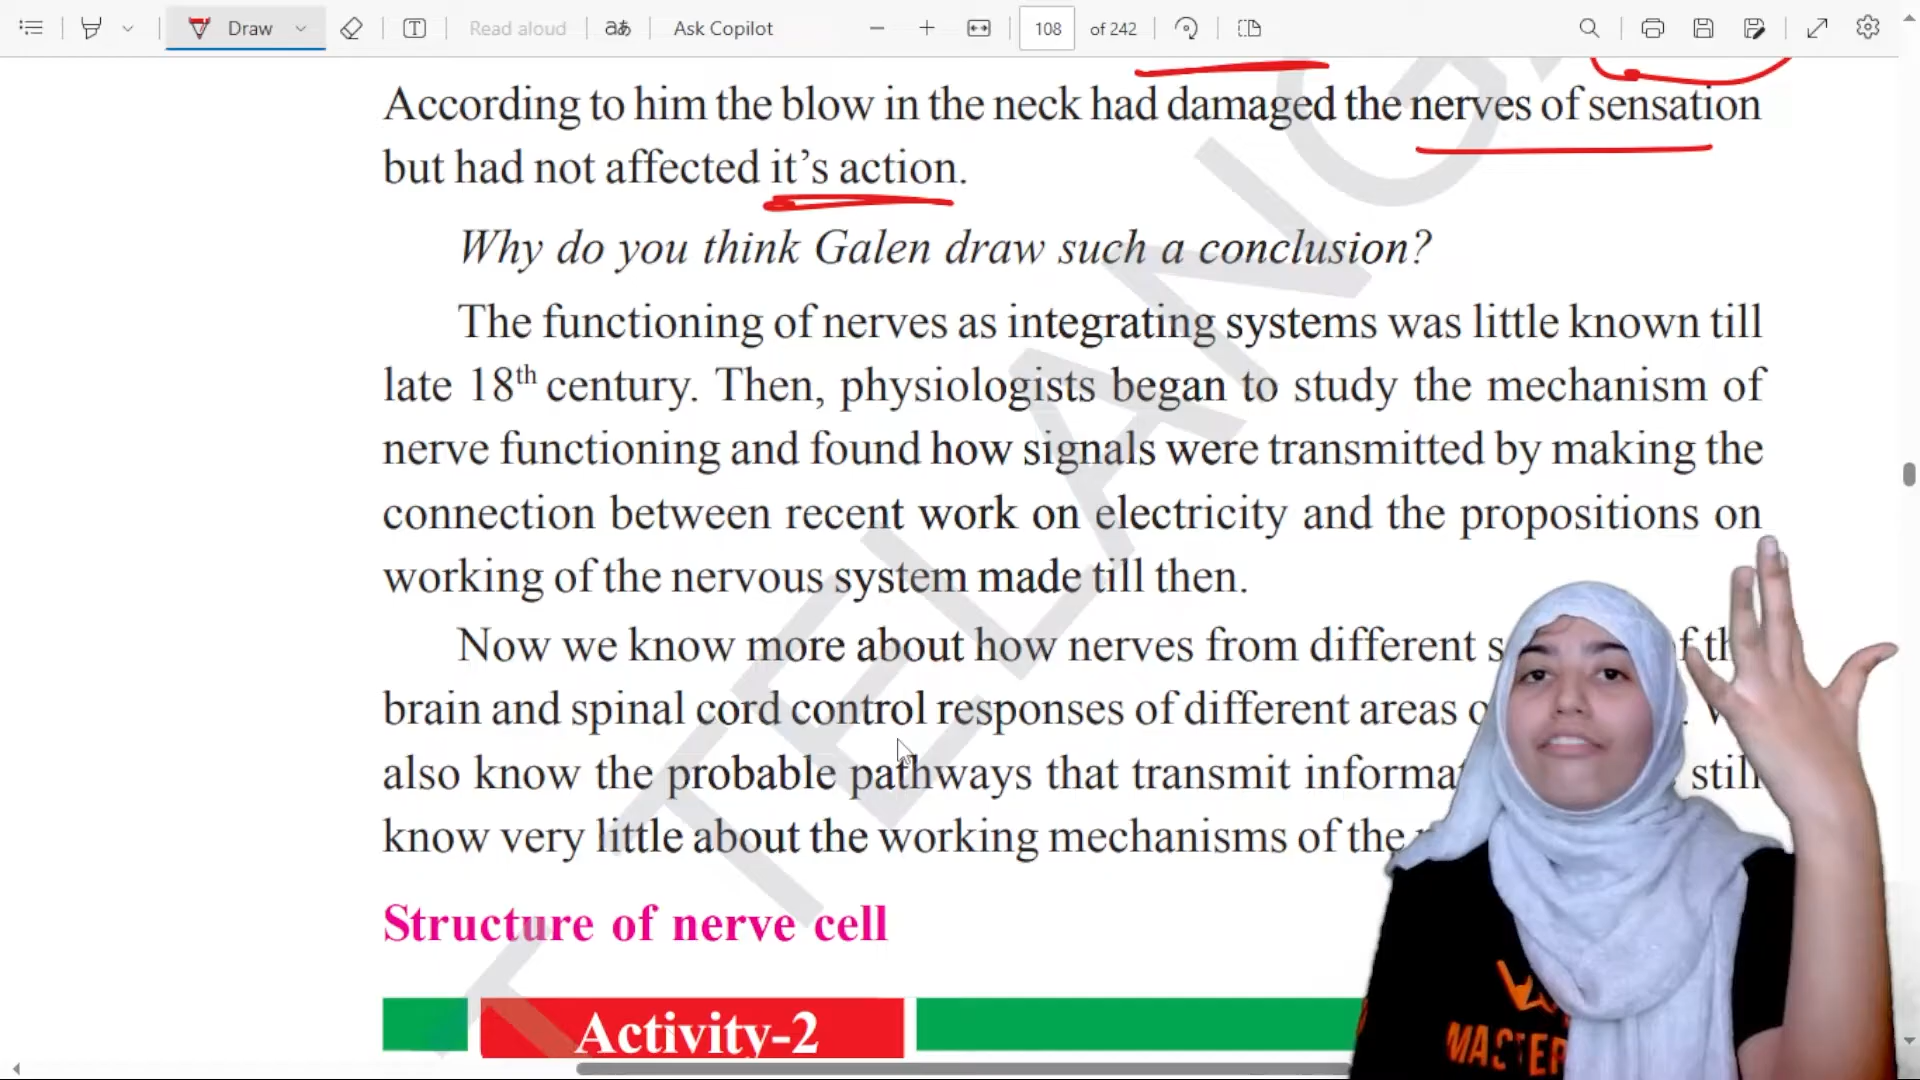 Draw
Read aloud
aあ
Ask Copilot
108
of 242
According to him the blow in the neck had damaged the nerves of sensation
but had not affected it's action.
Why do you think Galen draw such a conclusion?
The functioning of nerves as integrating systems was little known till
late 18th century. Then, physiologists began to study the mechanism of
nerve functioning and found how signals were transmitted by making the
connection between recent work on electricity and the propositions on
working of the nervous system made till then.
Now we know more about how nerves from different
brain and spinal cord control responses of different areas
also know the probable pathways that transmit still
know very little about the working mechanisms of the
Structure of nerve cell
Activity-2
MASTER